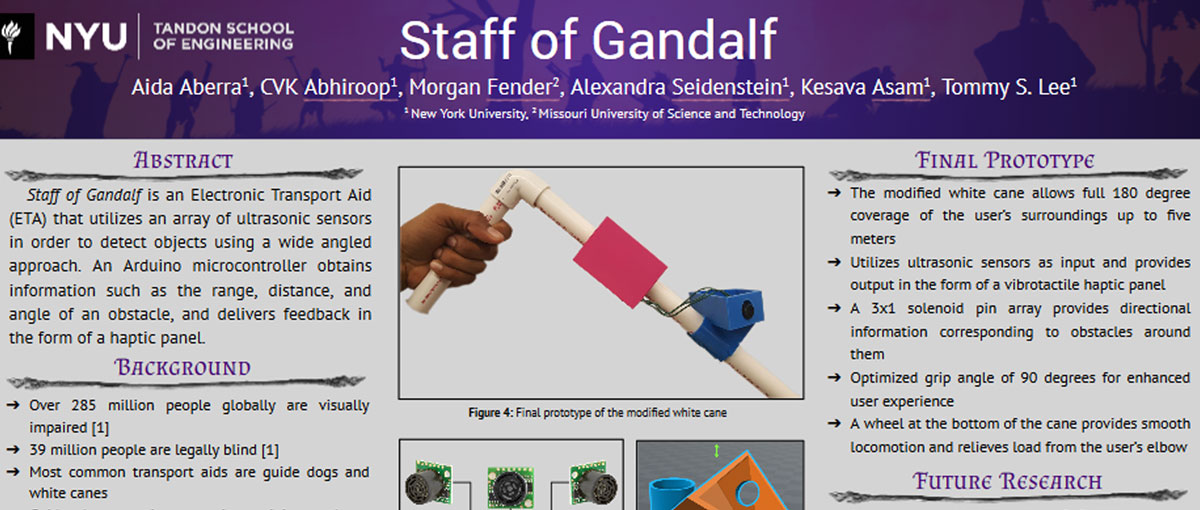 NYU
TANDON SCHOOL
OF ENGINEERING
Staff of Gandalf
Aida Aberra¹, CVK Abhiroop¹, Morgan Fender², Alexandra Seidenstein¹, Kesava Asam¹, Tommy S. Lee¹
¹ New York University, ² Missouri University of Science and Technology
ABSTRACT
Staff of Gandalf is an Electronic Transport Aid
(ETA) that utilizes an array of ultrasonic sensors
in order to detect objects using a wide angled
approach. An Arduino microcontroller obtains
information such as the range, distance, and
angle of an obstacle, and delivers feedback in
the form of a haptic panel.
BACKGROUND
➔ Over 285 million people globally are visually
impaired [1]
➔ 39 million people are legally blind [1]
➔ Most common transport aids are guide dogs and
white canes
Figure 4: Final prototype of the modified white cane
FINAL PROTOTYPE
➔ The modified white cane allows full 180 degree
coverage of the user's surroundings up to five
meters
➔ Utilizes ultrasonic sensors as input and provides
output in the form of a vibrotactile haptic panel
➔ A 3x1 solenoid pin array provides directional
information corresponding to obstacles around
them
➔ Optimized grip angle of 90 degrees for enhanced
user experience
➔ A wheel at the bottom of the cane provides smooth
locomotion and relieves load from the user's elbow
FUTURE RESEARCH